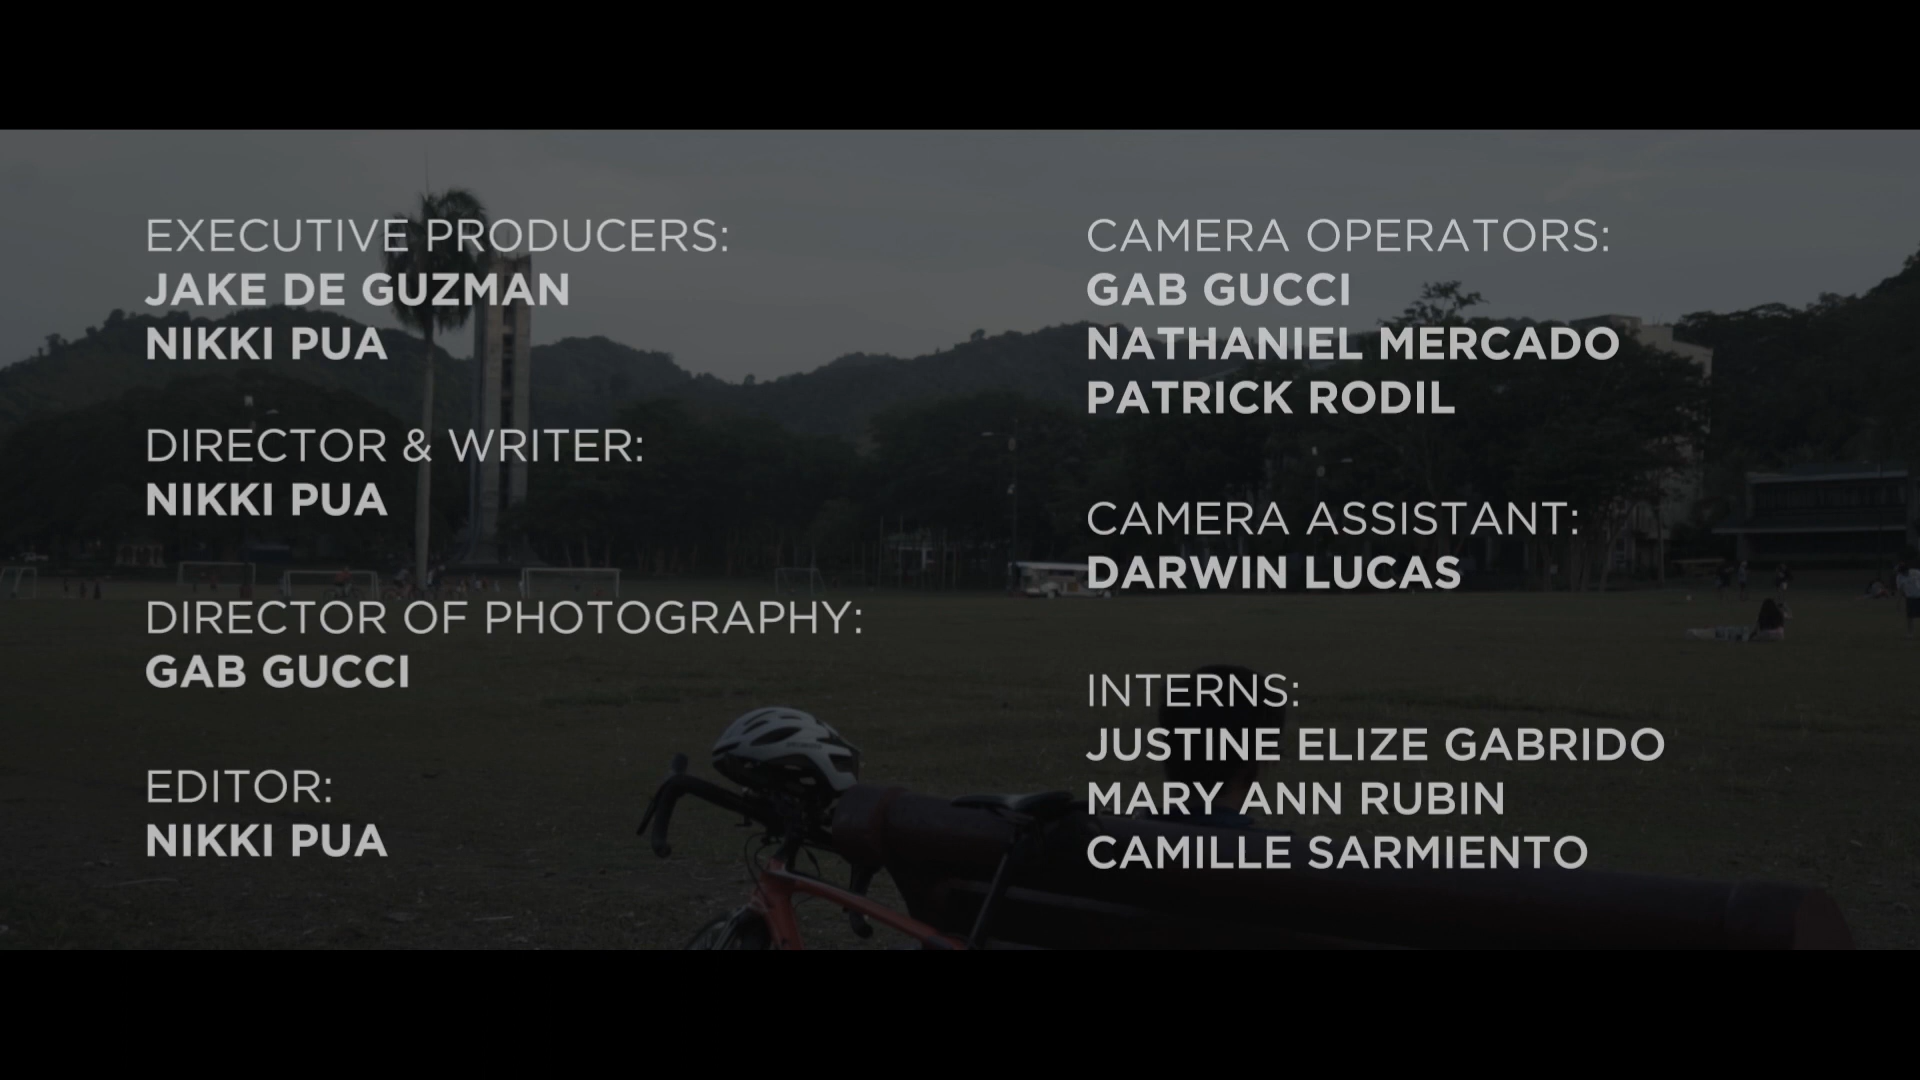 EXECUTIVE PRODUCERS:
JAKE DE GUZMAN
NIKKI PUA
DIRECTOR & WRITER:
NIKKI PUA
DIRECTOR OF PHOTOGRAPHY:
GAB GUCCI
EDITOR:
NIKKI PUA
CAMERA OPERATORS:
GAB GUCCI
NATHANIEL MERCADO
PATRICK RODIL
CAMERA ASSISTANT:
DARWIN LUCAS
INTERNS:
JUSTINE ELIZE GABRIDO
MARY ANN RUBIN
CAMILLE SARMIENTO